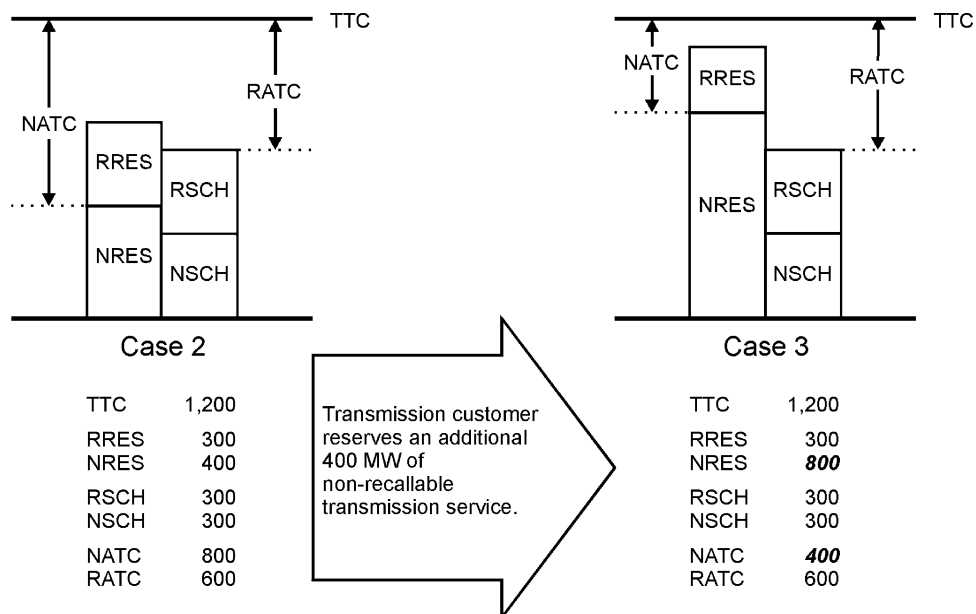 TTC
NATC
RATC
RRES
RSCH
NRES
NSCH
Case 2
TTC 1,200
RRES 300
NRES 400
RSCH 300
NSCH 300
NATC 800
RATC 600
Transmission customer
reserves an additional
400 MW of
non-recallable
transmission service.
TTC
NATC
RRES
RATC
RSCH
NRES
NSCH
Case 3
TTC 1,200
RRES 300
NRES 800
RSCH 300
NSCH 300
NATC 400
RATC 600